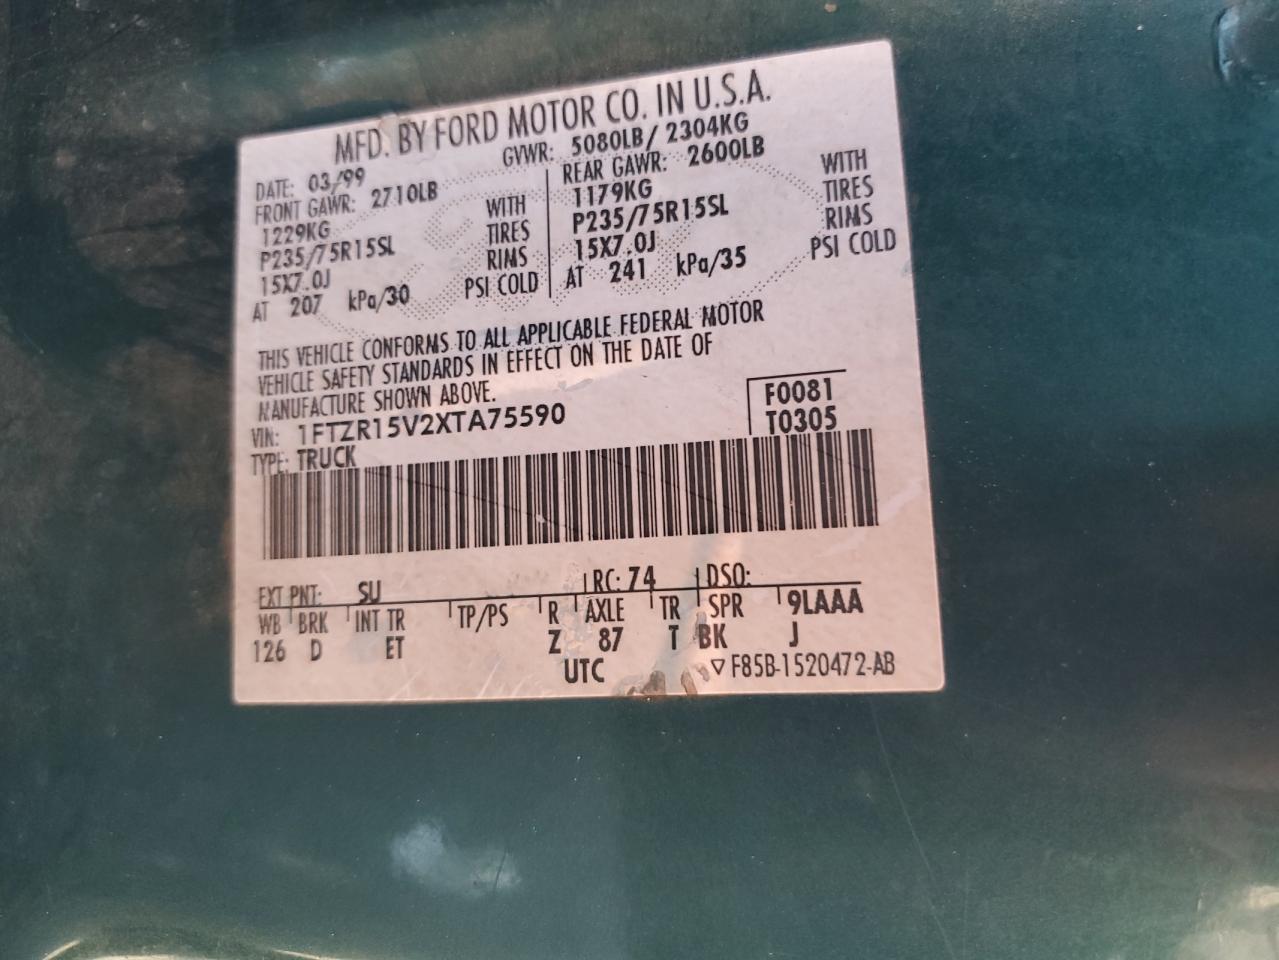 MFD. BY FORD MOTOR CO. IN U.S.A.
DATE: 03/99 GVWR: 5080LB/ 2304KG
FRONT GAWR: 2710LB REAR GAWR: 2600LB
1229KG WITH 1179KG WITH
P235/75R15SL TIRES P235/75R15SL TIRES
15X7.0J RIMS 15X7.0J RIMS
AT 207 kPa/30 PSI COLD AT 241 kPa/35 PSI COLD
THIS VEHICLE CONFORMS TO ALL APPLICABLE FEDERAL MOTOR
VEHICLE SAFETY STANDARDS IN EFFECT ON THE DATE OF
MANUFACTURE SHOWN ABOVE.
VIN: 1FTZR15V2XTA75590 F0081
TYPE: TRUCK T0305
EXT PNT: SU RC: 74 DSO:
WB BRK INT TR TP/PS R AXLE TR SPR 9LAAA
126 D ET Z 87 T BK J
UTC ▽ F85B-1520472-AB